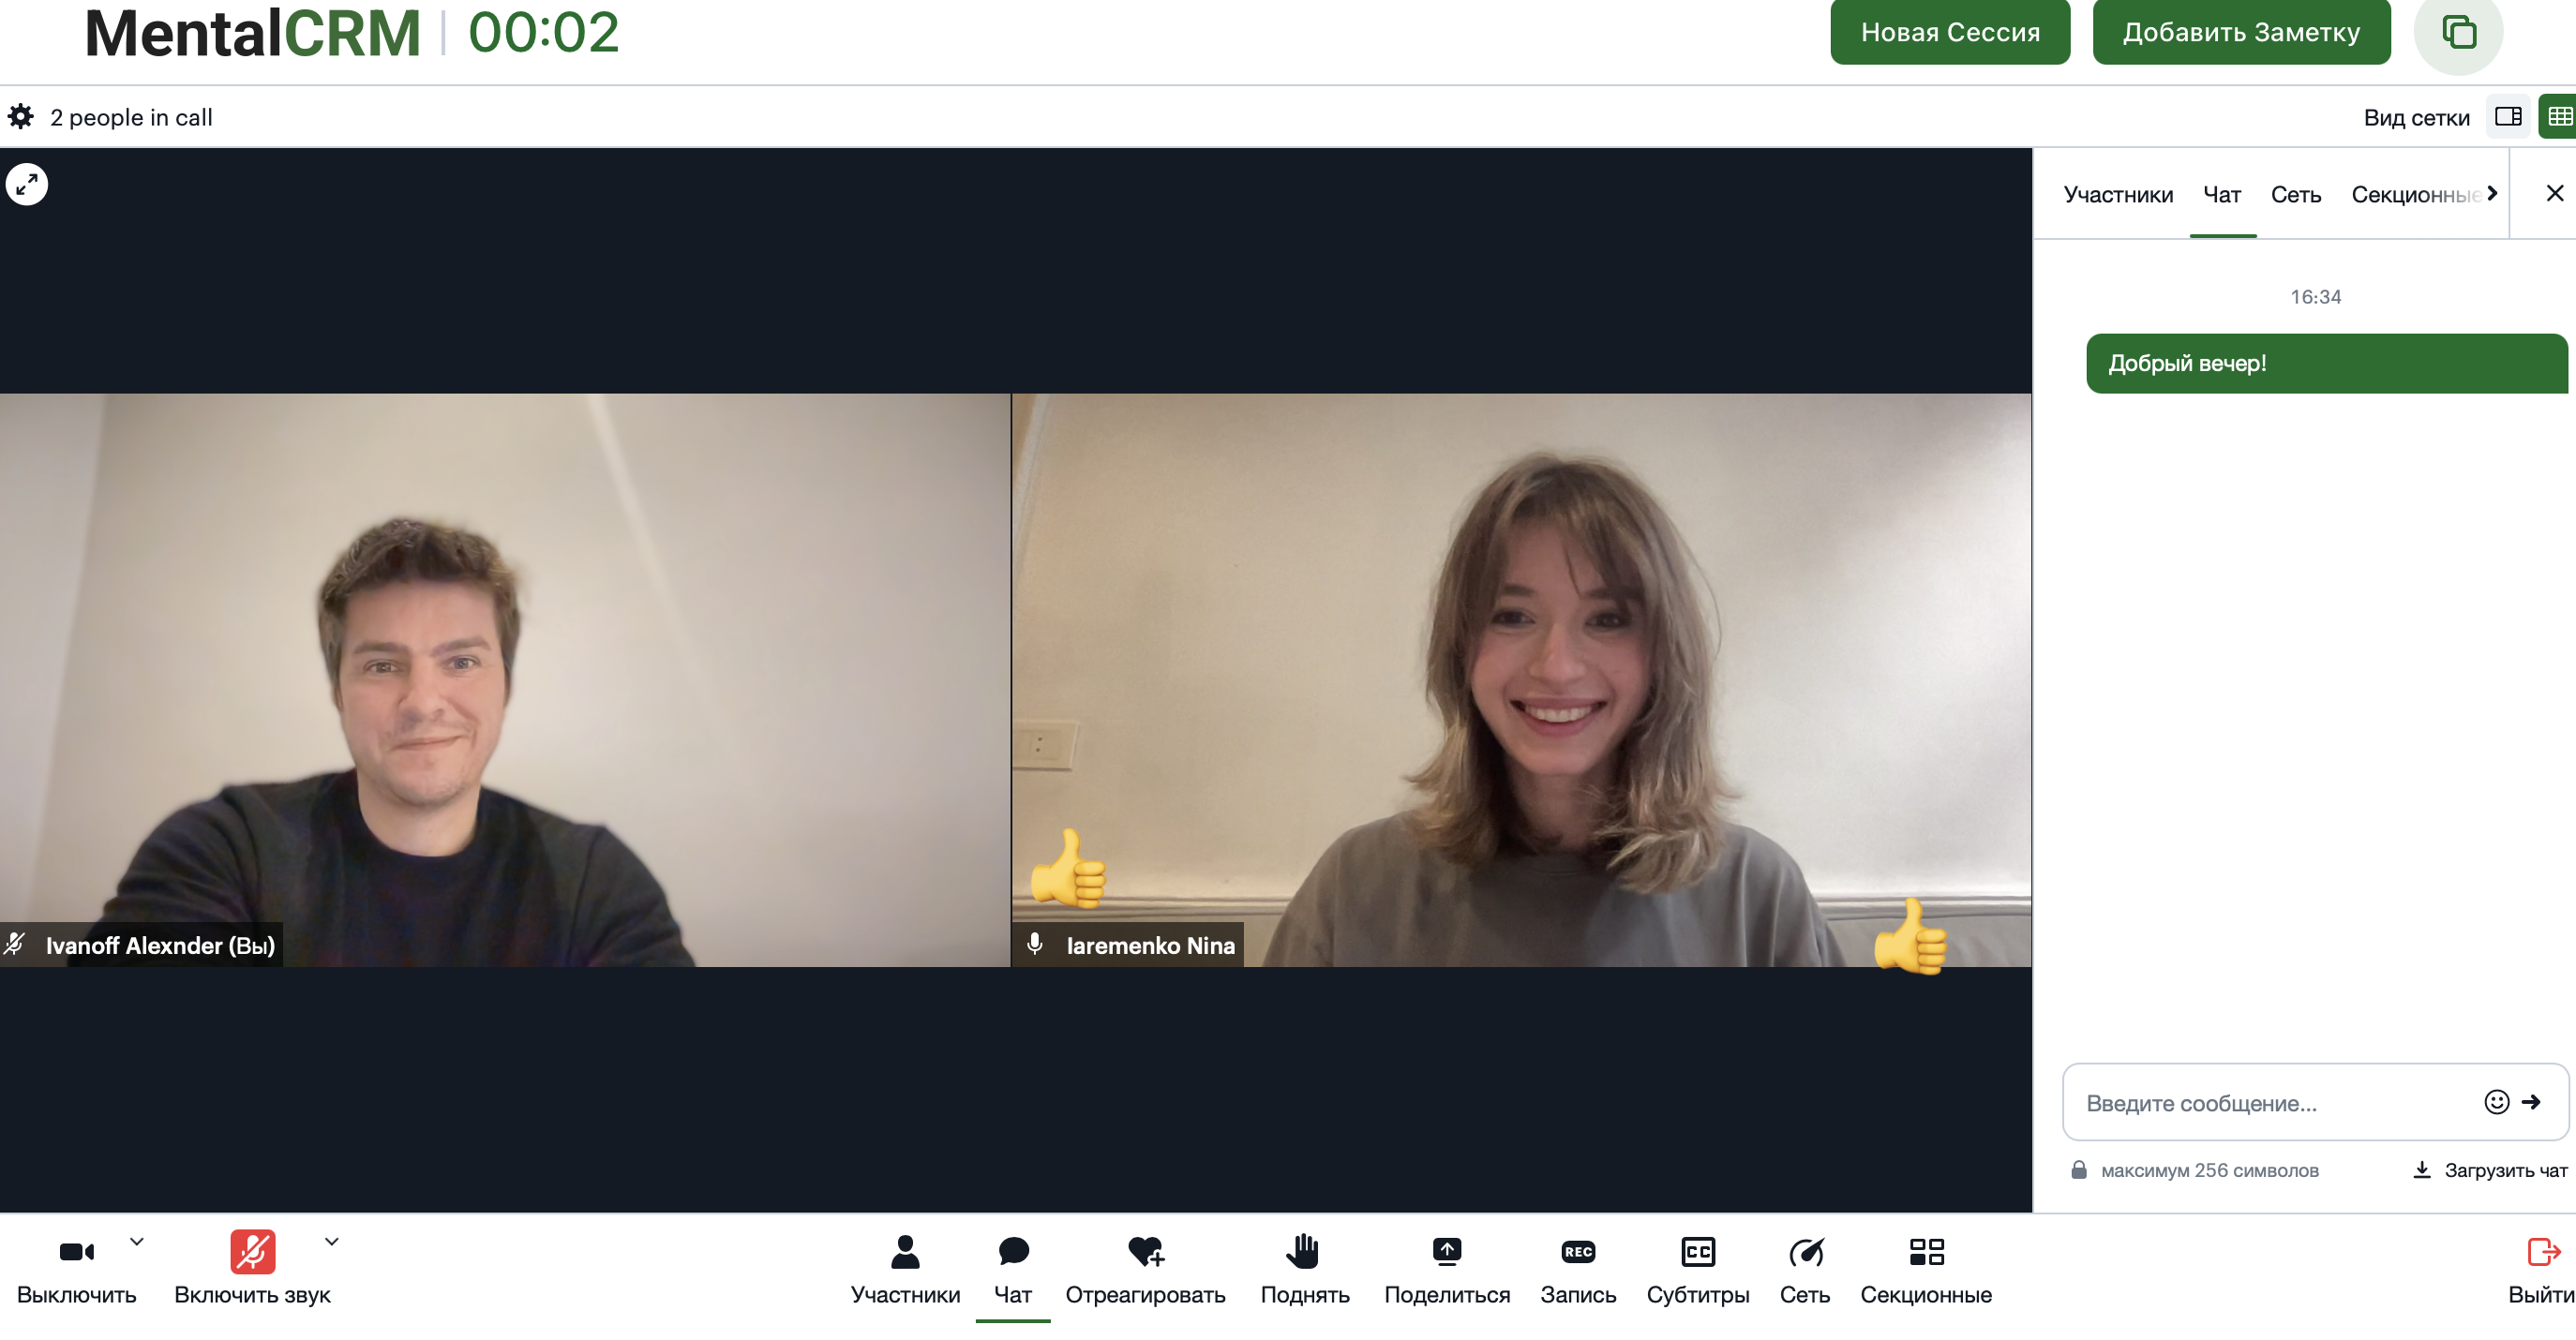 MentalCRM | 00:02
Новая Сессия
Добавить Заметку
2 people in call
Вид сетки
Участники
Чат
Сеть
Секционные
16:34
Добрый вечер!
Ivanoff Alexnder (Вы)
Iaremenko Nina
Введите сообщение...
максимум 256 символов
Загрузить чат
Выключить
Включить звук
Участники
Чат
Отреагировать
Поднять
Поделиться
REC
Запись
CC
Субтитры
Сеть
Секционные
Выйти